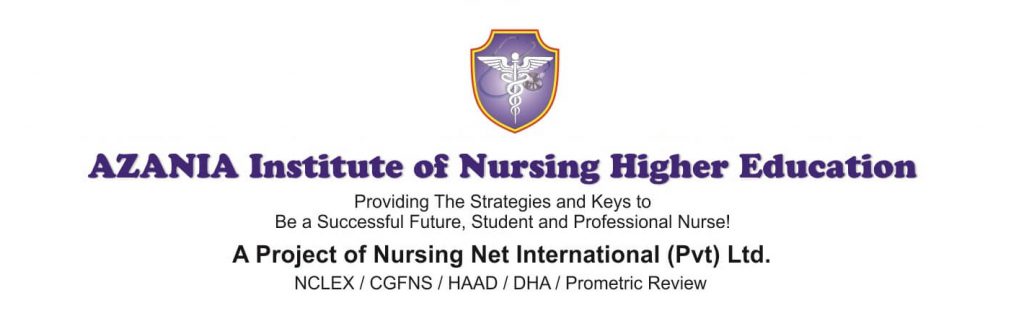 AZANIA Institute of Nursing Higher Education
Providing The Strategies and Keys to
Be a Successful Future, Student and Professional Nurse!
A Project of Nursing Net International (Pvt) Ltd.
NCLEX / CGFNS / HAAD / DHA / Prometric Review